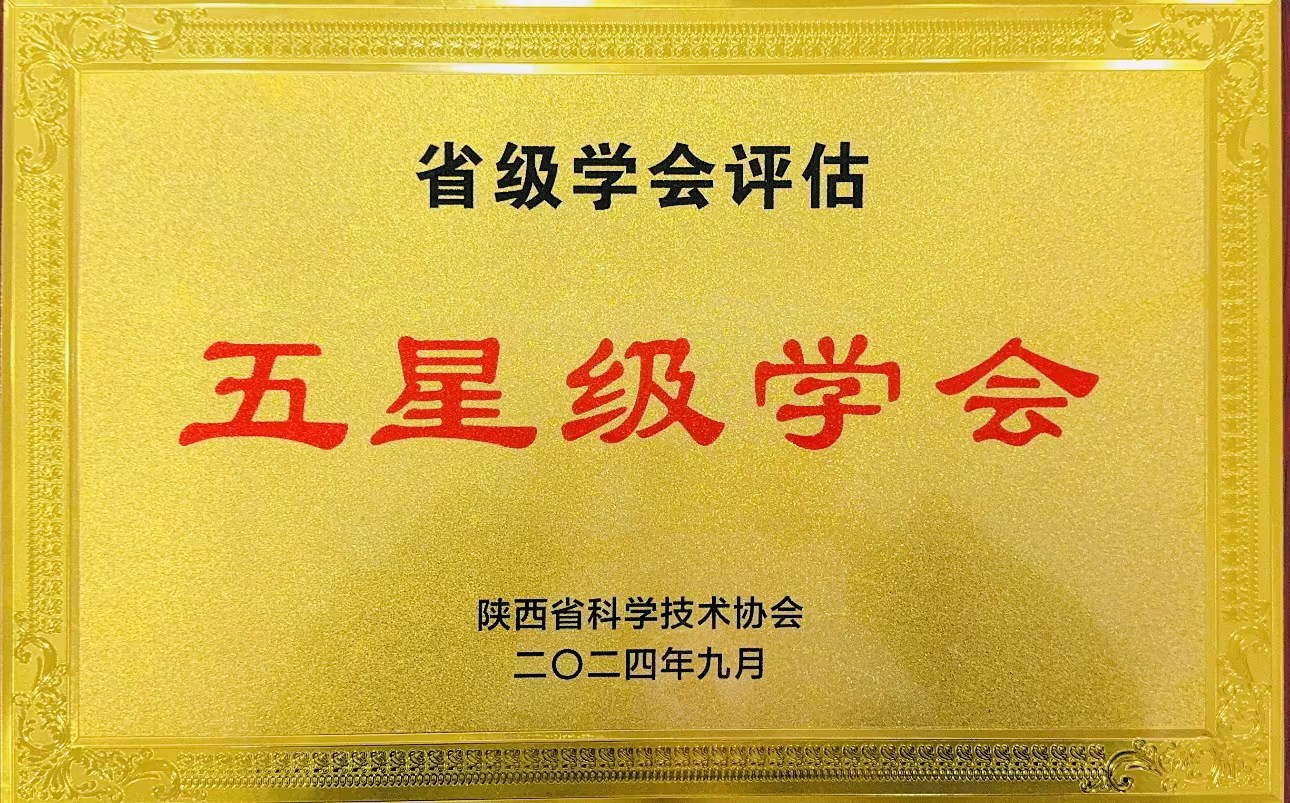 省级学会评估
五星级学会
陕西省科学技术协会
二〇二四年九月